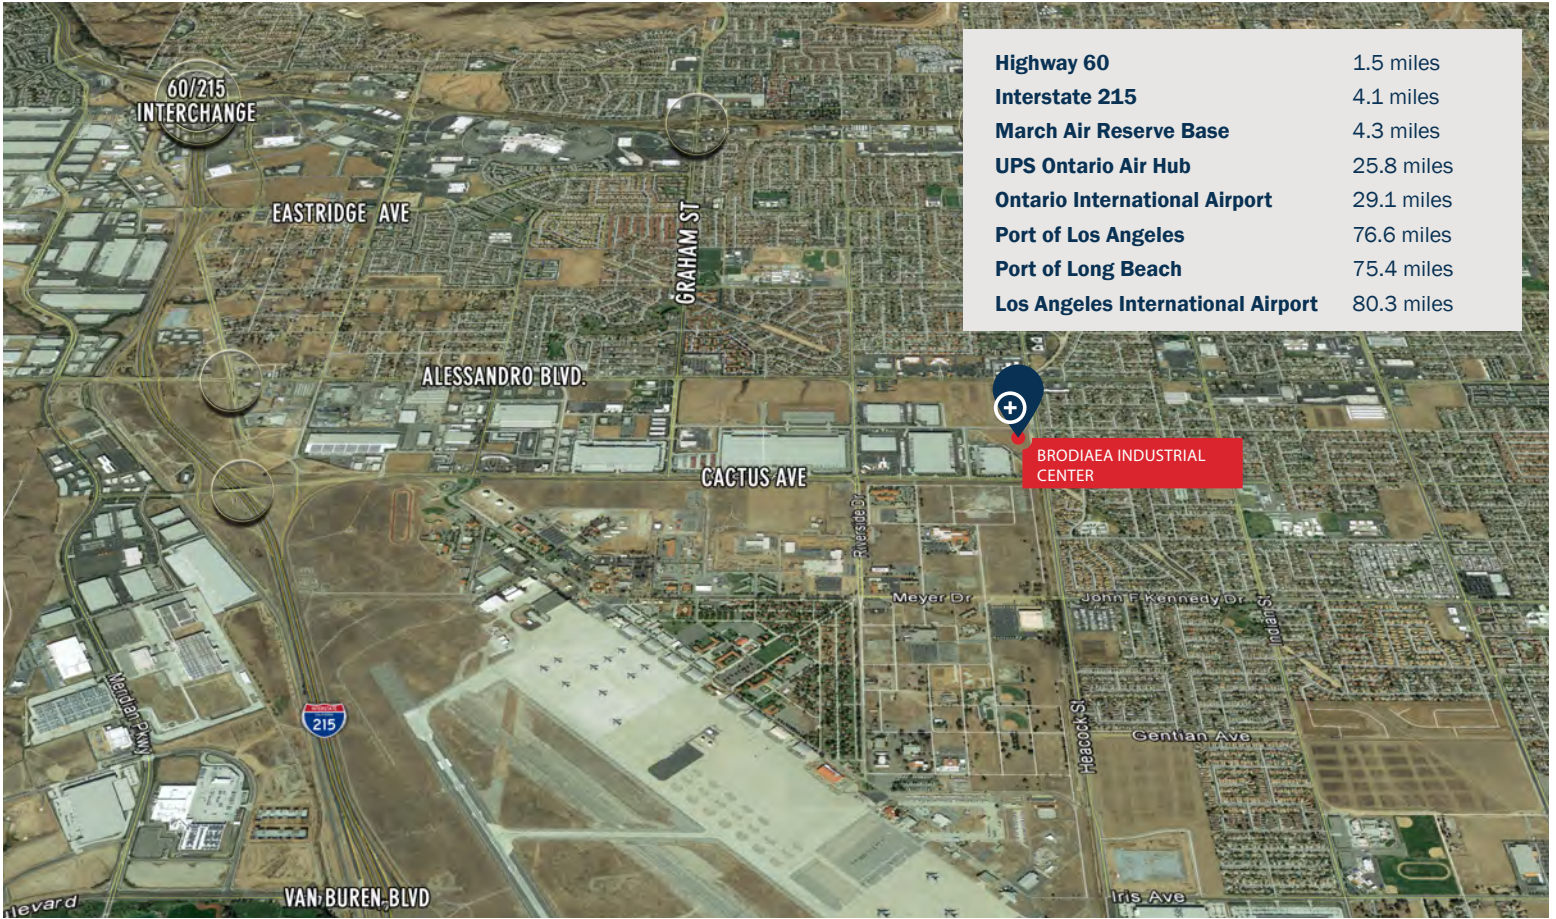 60/215
INTERCHANGE
Highway 60 1.5 miles
Interstate 215 4.1 miles
March Air Reserve Base 4.3 miles
UPS Ontario Air Hub 25.8 miles
Ontario International Airport 29.1 miles
Port of Los Angeles 76.6 miles
Port of Long Beach 75.4 miles
Los Angeles International Airport 80.3 miles
EASTRIDGE AVE
GRAHAM ST
ALESSANDRO BLVD.
BRODIAEA INDUSTRIAL
CENTER
CACTUS AVE
Riverside Dr
Meyer Dr
John F Kennedy Dr
Indian St
Meridian Pkwy
INTERSTATE
215
Heacock St
Gentian Ave
VAN BUREN BLVD
levard
Iris Ave